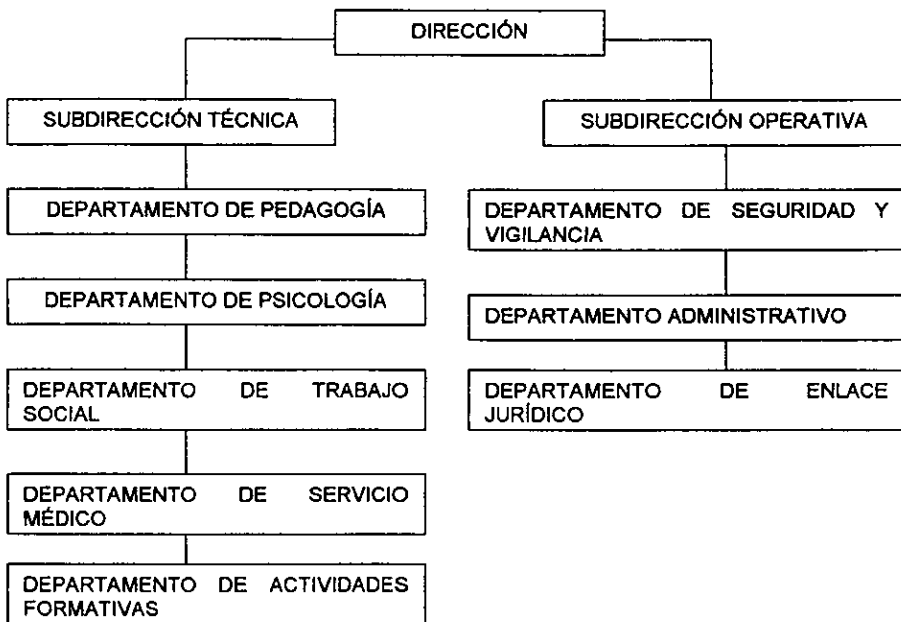 DIRECCIÓN
SUBDIRECCIÓN TÉCNICA
SUBDIRECCIÓN OPERATIVA
DEPARTAMENTO DE PEDAGOGÍA
DEPARTAMENTO DE SEGURIDAD Y
VIGILANCIA
DEPARTAMENTO DE PSICOLOGÍA
DEPARTAMENTO ADMINISTRATIVO
DEPARTAMENTO DE TRABAJO
SOCIAL
DEPARTAMENTO DE ENLACE
JURÍDICO
DEPARTAMENTO DE SERVICIO
MÉDICO
DEPARTAMENTO DE ACTIVIDADES
FORMATIVAS